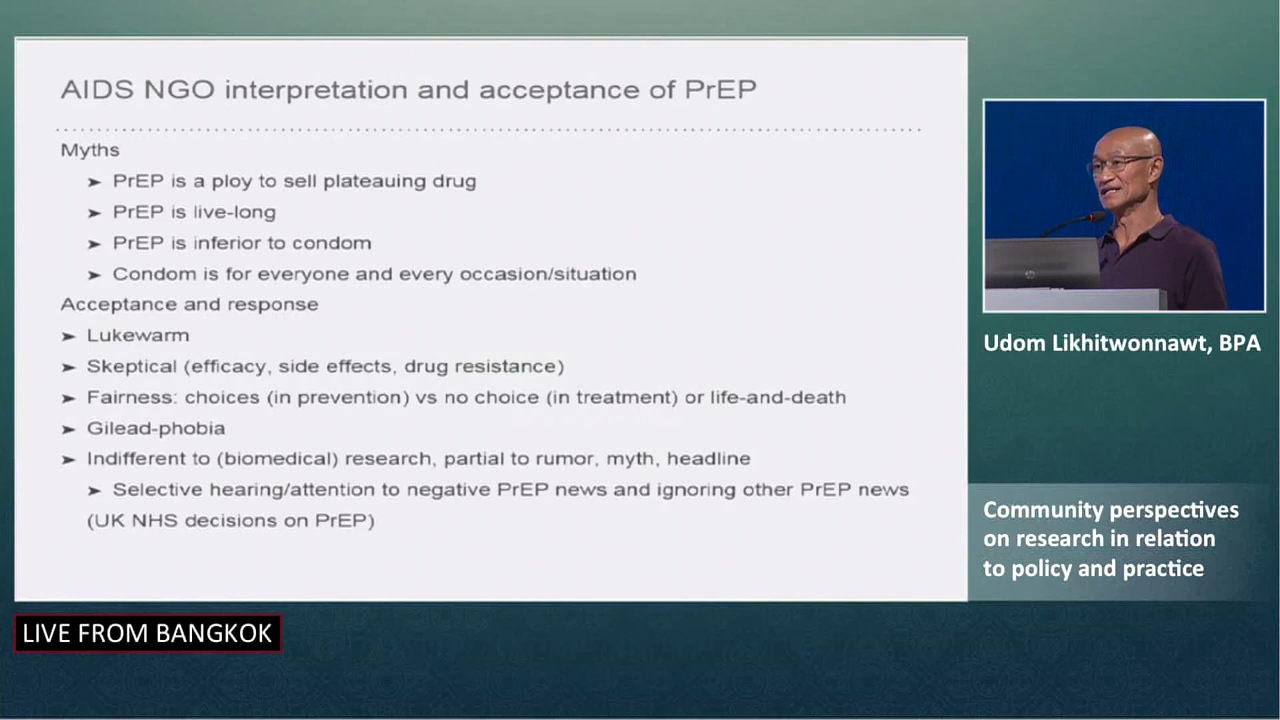 AIDS NGO interpretation and acceptance of PrEP
Myths
➤ PrEP is a ploy to sell plateauing drug
➤ PrEP is live-long
➤ PrEP is inferior to condom
➤ Condom is for everyone and every occasion/situation
Acceptance and response
➤ Lukewarm
➤ Skeptical (efficacy, side effects, drug resistance)
➤ Fairness: choices (in prevention) vs no choice (in treatment) or life-and-death
➤ Gilead-phobia
➤ Indifferent to (biomedical) research, partial to rumor, myth, headline
➤ Selective hearing/attention to negative PrEP news and ignoring other PrEP news
(UK NHS decisions on PrEP)
Udom Likhitwonnawt, BPA
Community perspectives
on research in relation
to policy and practice
LIVE FROM BANGKOK